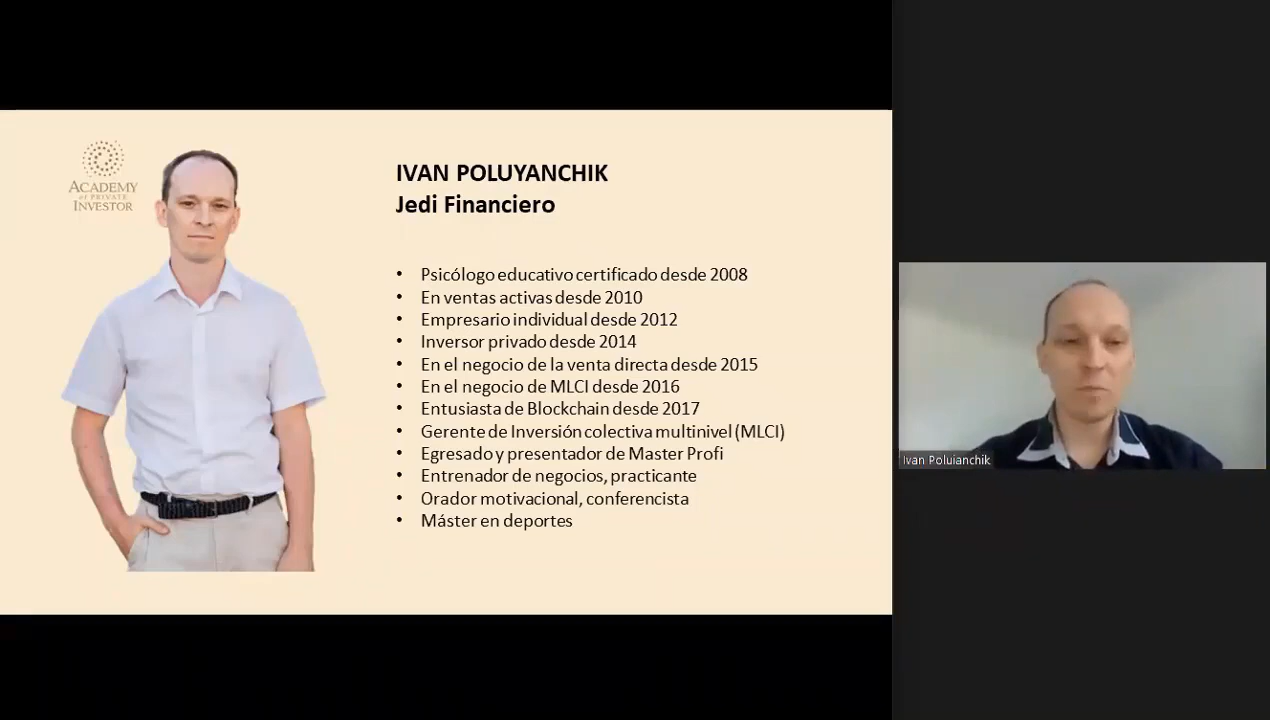 ACADEMY
OF PRIVATE
INVESTOR
IVAN POLUYANCHIK
Jedi Financiero
• Psicólogo educativo certificado desde 2008
• En ventas activas desde 2010
• Empresario individual desde 2012
• Inversor privado desde 2014
• En el negocio de la venta directa desde 2015
• En el negocio de MLCI desde 2016
• Entusiasta de Blockchain desde 2017
• Gerente de Inversión colectiva multinivel (MLCI)
• Egresado y presentador de Master Profi
• Entrenador de negocios, practicante
• Orador motivacional, conferencista
• Máster en deportes
Ivan Poluianchik